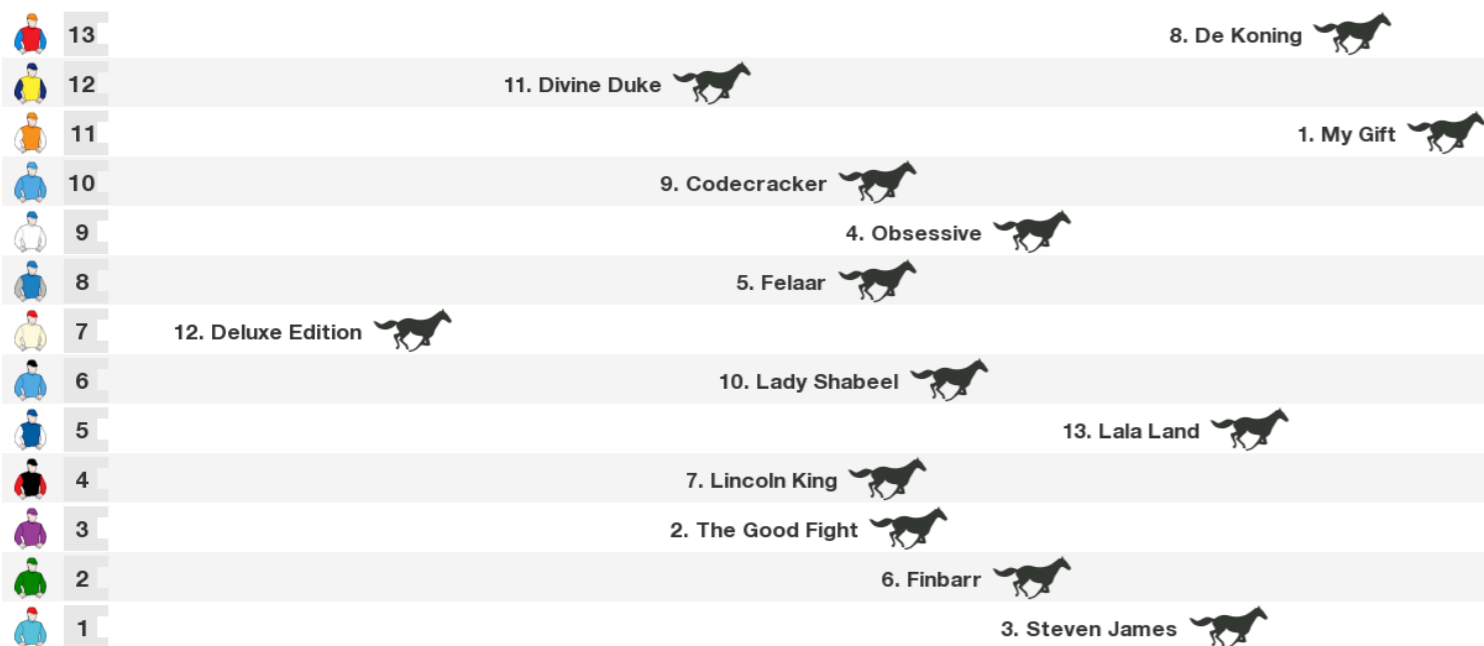 13 8. De Koning
12 11. Divine Duke
11 1. My Gift
10 9. Codecracker
9 4. Obsessive
8 5. Felaar
7 12. Deluxe Edition
6 10. Lady Shabeel
5 13. Lala Land
4 7. Lincoln King
3 2. The Good Fight
2 6. Finbarr
1 3. Steven James